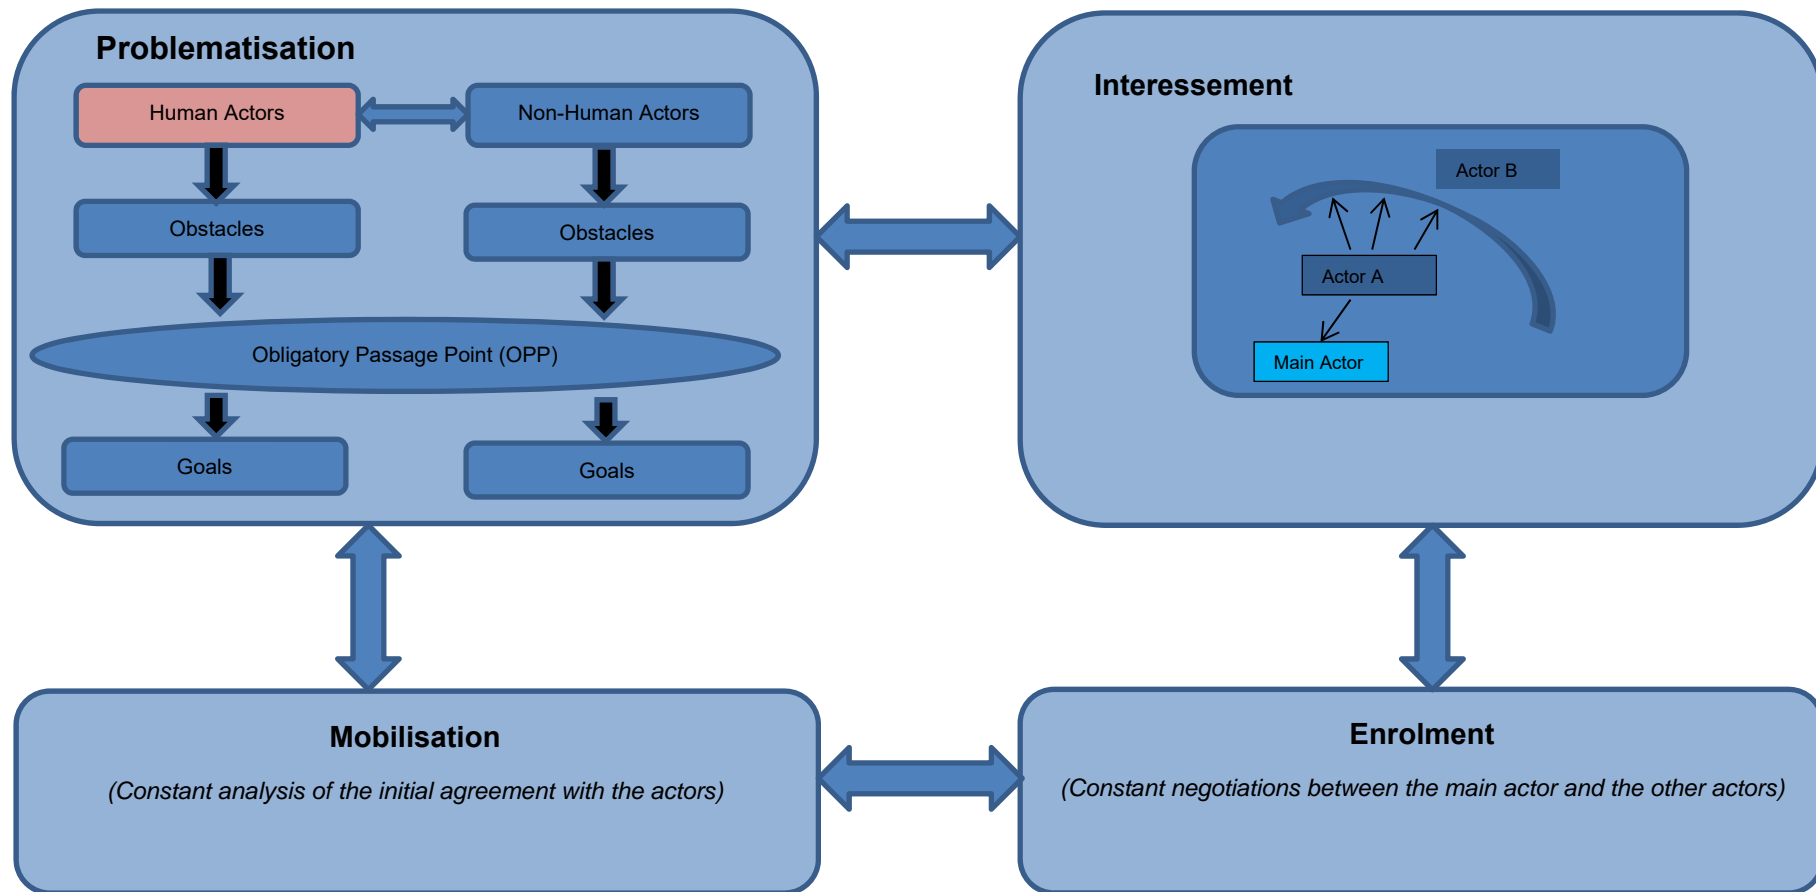 Problematisation
Human Actors
Non-Human Actors
Obstacles
Obstacles
Obligatory Passage Point (OPP)
Goals
Goals
Interessement
Actor B
Actor A
Main Actor
Mobilisation
(Constant analysis of the initial agreement with the actors)
Enrolment
(Constant negotiations between the main actor and the other actors)